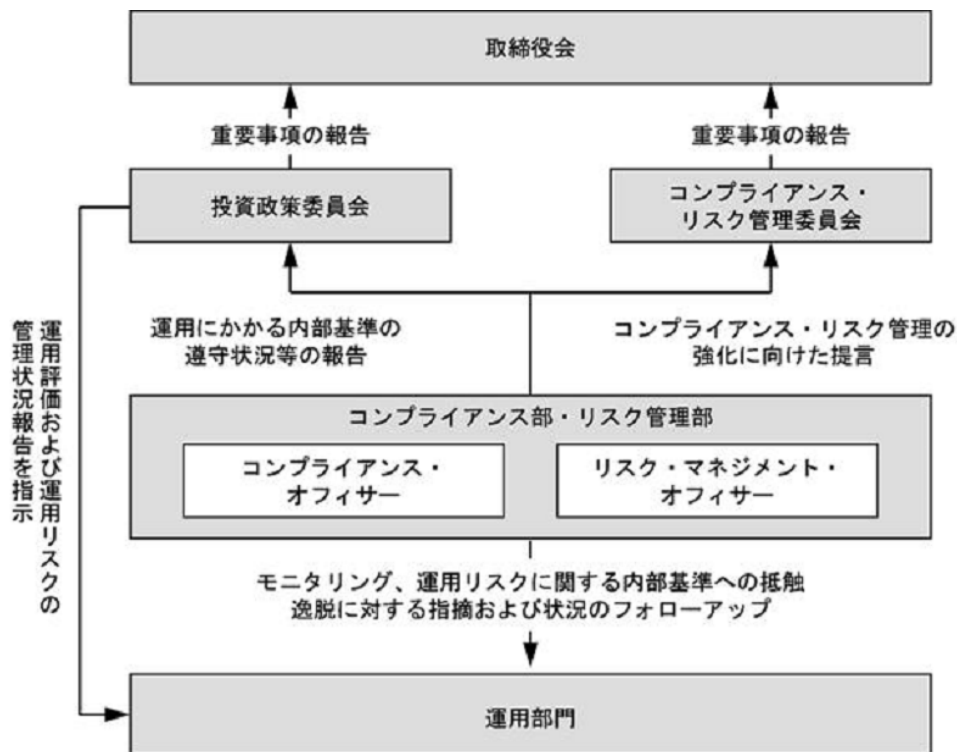 取締役会
重要事項の報告
重要事項の報告
投資政策委員会
コンプライアンス・
リスク管理委員会
運用にかかる内部基準の
遵守状況等の報告
コンプライアンス・リスク管理の
強化に向けた提言
運用評価および運用リスクの
管理状況報告を指示
コンプライアンス部・リスク管理部
コンプライアンス・
オフィサー
リスク・マネジメント・
オフィサー
モニタリング、運用リスクに関する内部基準への抵触
逸脱に対する指摘および状況のフォローアップ
運用部門